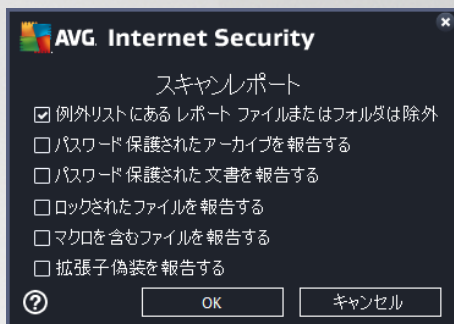 AVG Internet Security
スキャンレポート
例外リストにある レポート ファイルまたはフォルダは除外
パスワード保護されたアーカイブを報告する
パスワード保護された文書を報告する
ロックされたファイルを報告する
マクロを含むファイルを報告する
拡張子偽装を報告する
OK
キャンセル